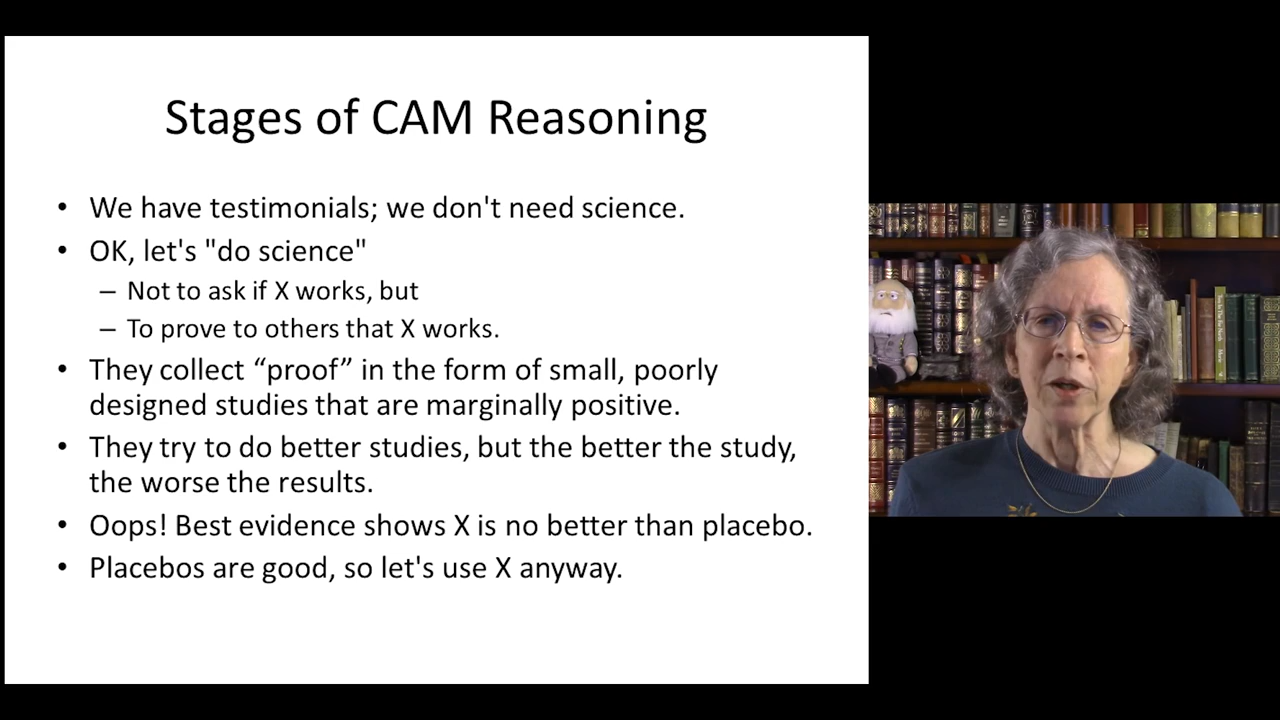 Stages of CAM Reasoning
• We have testimonials; we don't need science.
• OK, let's "do science"
– Not to ask if X works, but
– To prove to others that X works.
• They collect “proof” in the form of small, poorly
designed studies that are marginally positive.
• They try to do better studies, but the better the study,
the worse the results.
• Oops! Best evidence shows X is no better than placebo.
• Placebos are good, so let's use X anyway.